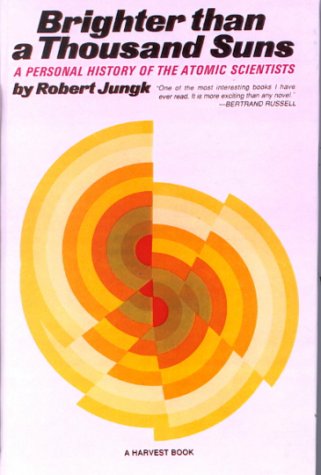 Brighter than
a Thousand Suns
A PERSONAL HISTORY OF THE ATOMIC SCIENTISTS
by Robert Jungk
"One of the most interesting books I have
ever read. It is more exciting than any novel."
—BERTRAND RUSSELL
A HARVEST BOOK